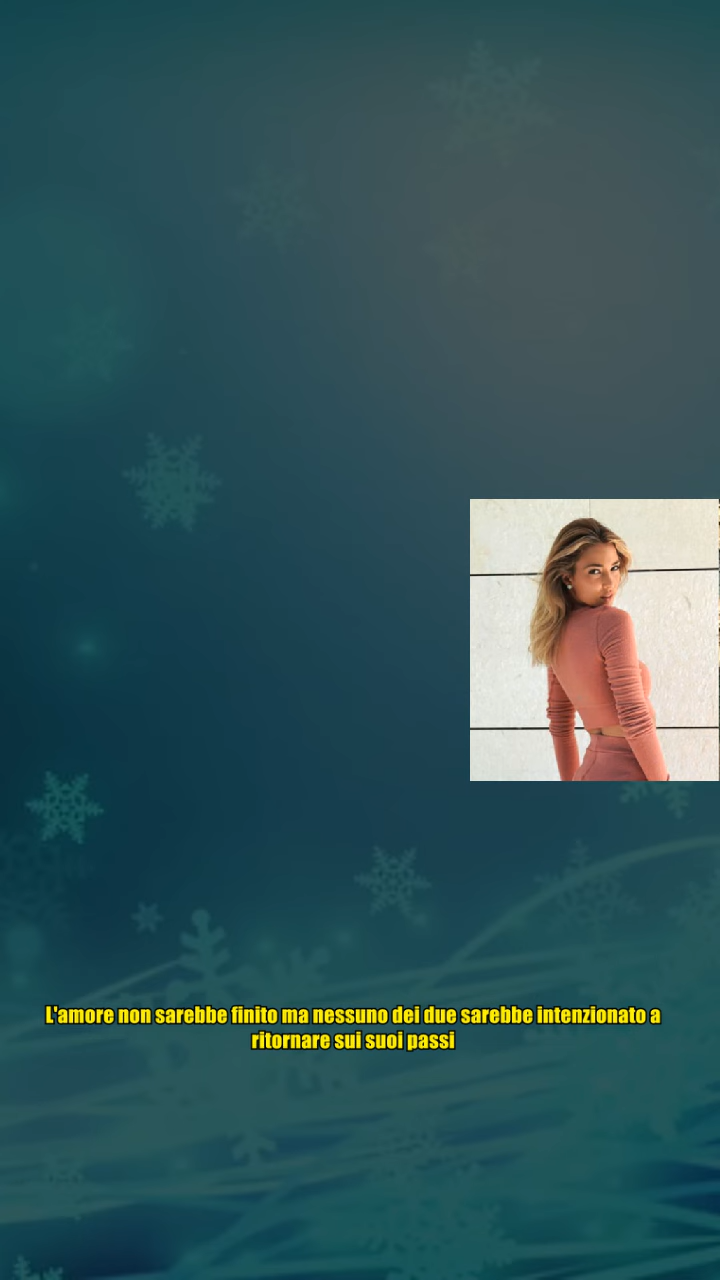 L'amore non sarebbe finito ma nessuno dei due sarebbe intenzionato a
ritornare sui suoi passi